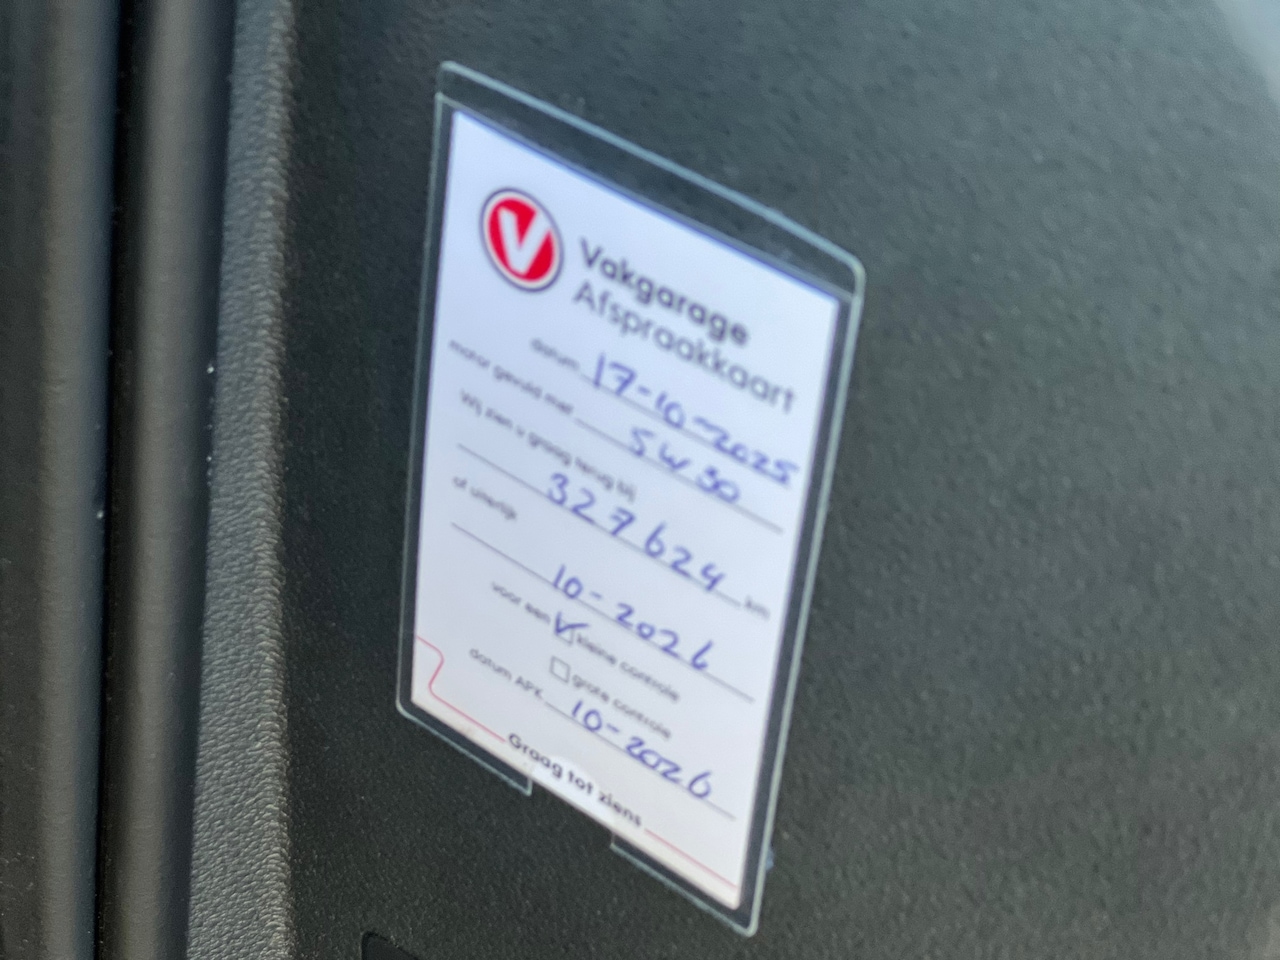 V
Vakgarage
Afspraakkaart
datum 17-10-2025
motor gevuld met 5W30
Wij zien u graag terug bij
327624 km
of uiterlijk
10-2026
voor een kleine controle
grote controle
datum APK 10-2026
Graag tot ziens